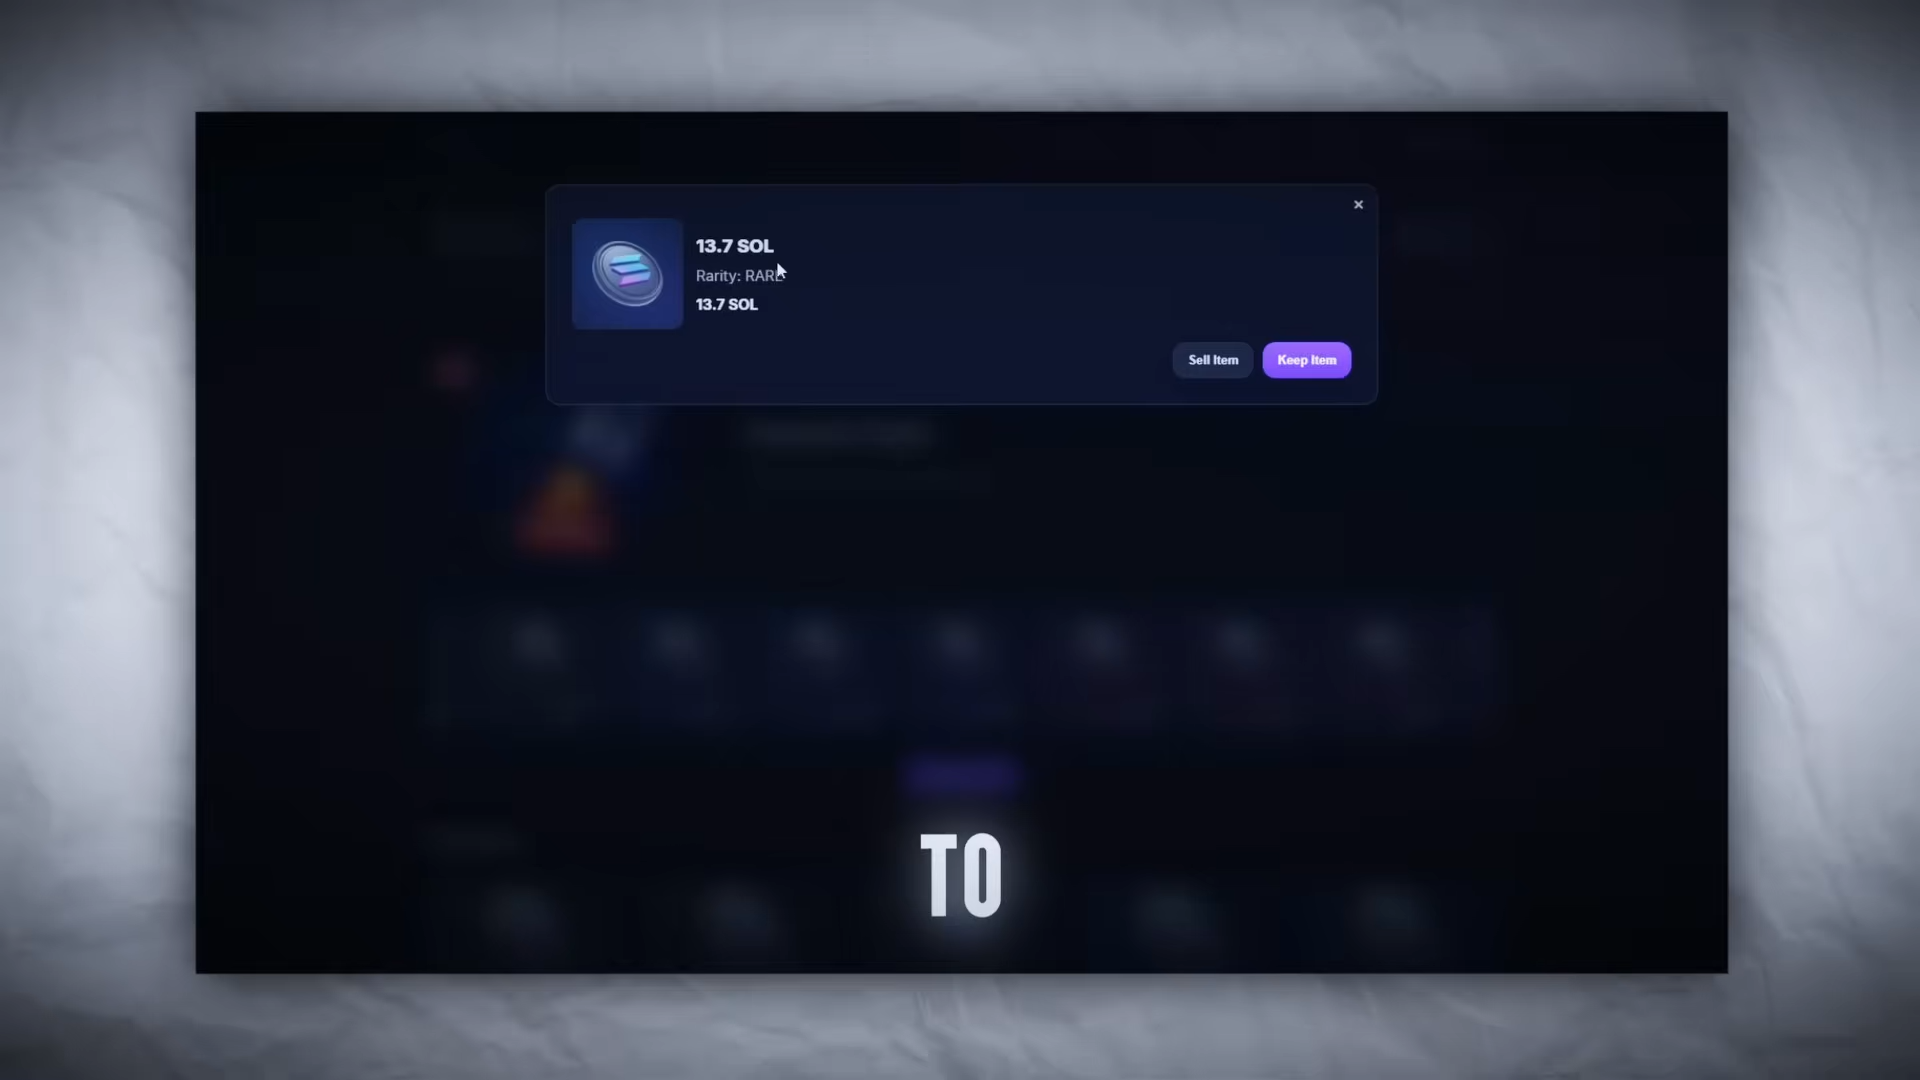 13.7 SOL
Rarity: RARE
13.7 SOL
Sell Item
Keep Item
TO